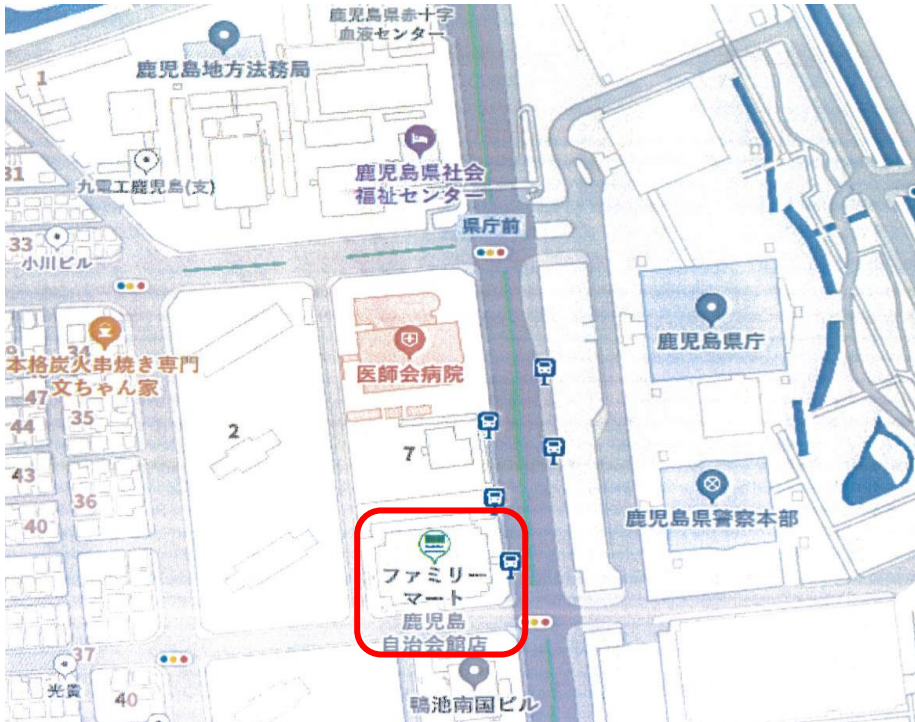 鹿児島県赤十字
血液センター
鹿児島地方法務局
1
31
九電工鹿児島(支)
鹿児島県社会
福祉センター
県庁前
33
小川ビル
鹿児島県庁
34
本格炭火串焼き専門
文ちゃん家
医師会病院
47
35
44
2
7
43
36
40
鹿児島県警察本部
ファミリー
マート
鹿児島
自治会館店
37
光貴
40
鴨池南国ビル